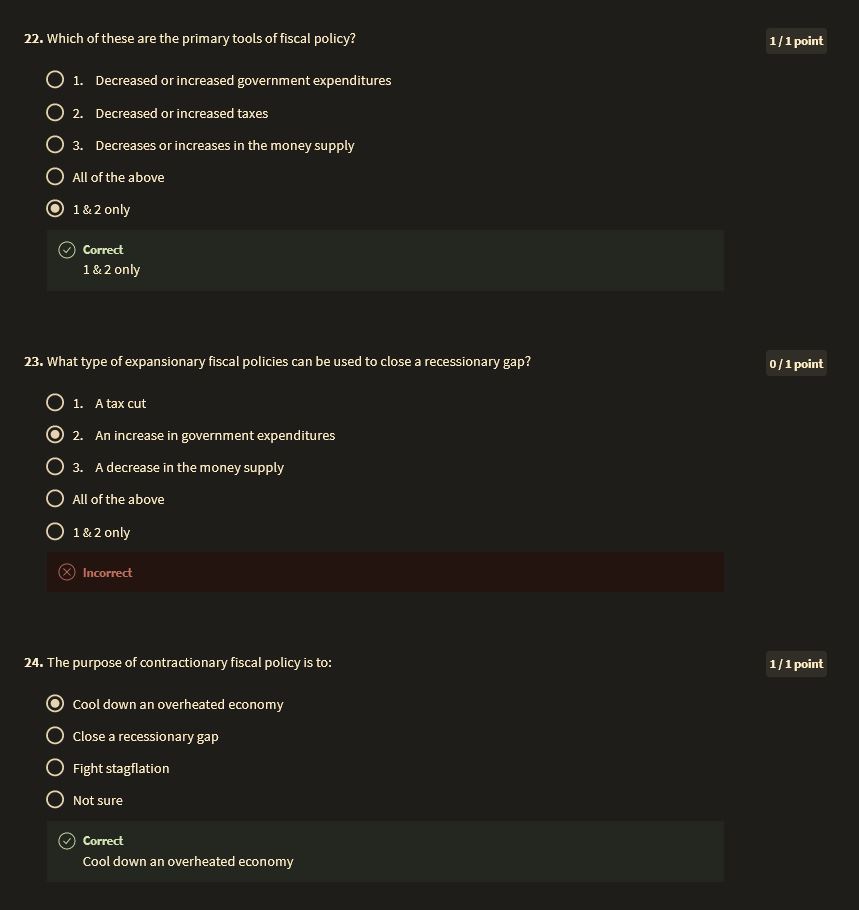 22. Which of these are the primary tools of fiscal policy?
1 / 1 point
1. Decreased or increased government expenditures
2. Decreased or increased taxes
3. Decreases or increases in the money supply
All of the above
1 & 2 only
Correct
1 & 2 only
23. What type of expansionary fiscal policies can be used to close a recessionary gap?
0 / 1 point
1. A tax cut
2. An increase in government expenditures
3. A decrease in the money supply
All of the above
1 & 2 only
Incorrect
24. The purpose of contractionary fiscal policy is to:
1 / 1 point
Cool down an overheated economy
Close a recessionary gap
Fight stagflation
Not sure
Correct
Cool down an overheated economy